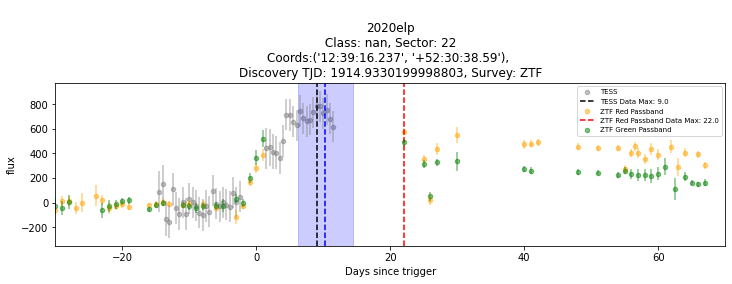 2020elp
Class: nan, Sector: 22
Coords:('12:39:16.237', '+52:30:38.59'),
Discovery TJD: 1914.9330199998803, Survey: ZTF
TESS
TESS Data Max: 9.0
ZTF Red Passband
ZTF Red Passband Data Max: 22.0
ZTF Green Passband
flux
800
600
400
200
0
−200
−20
0
20
40
60
Days since trigger